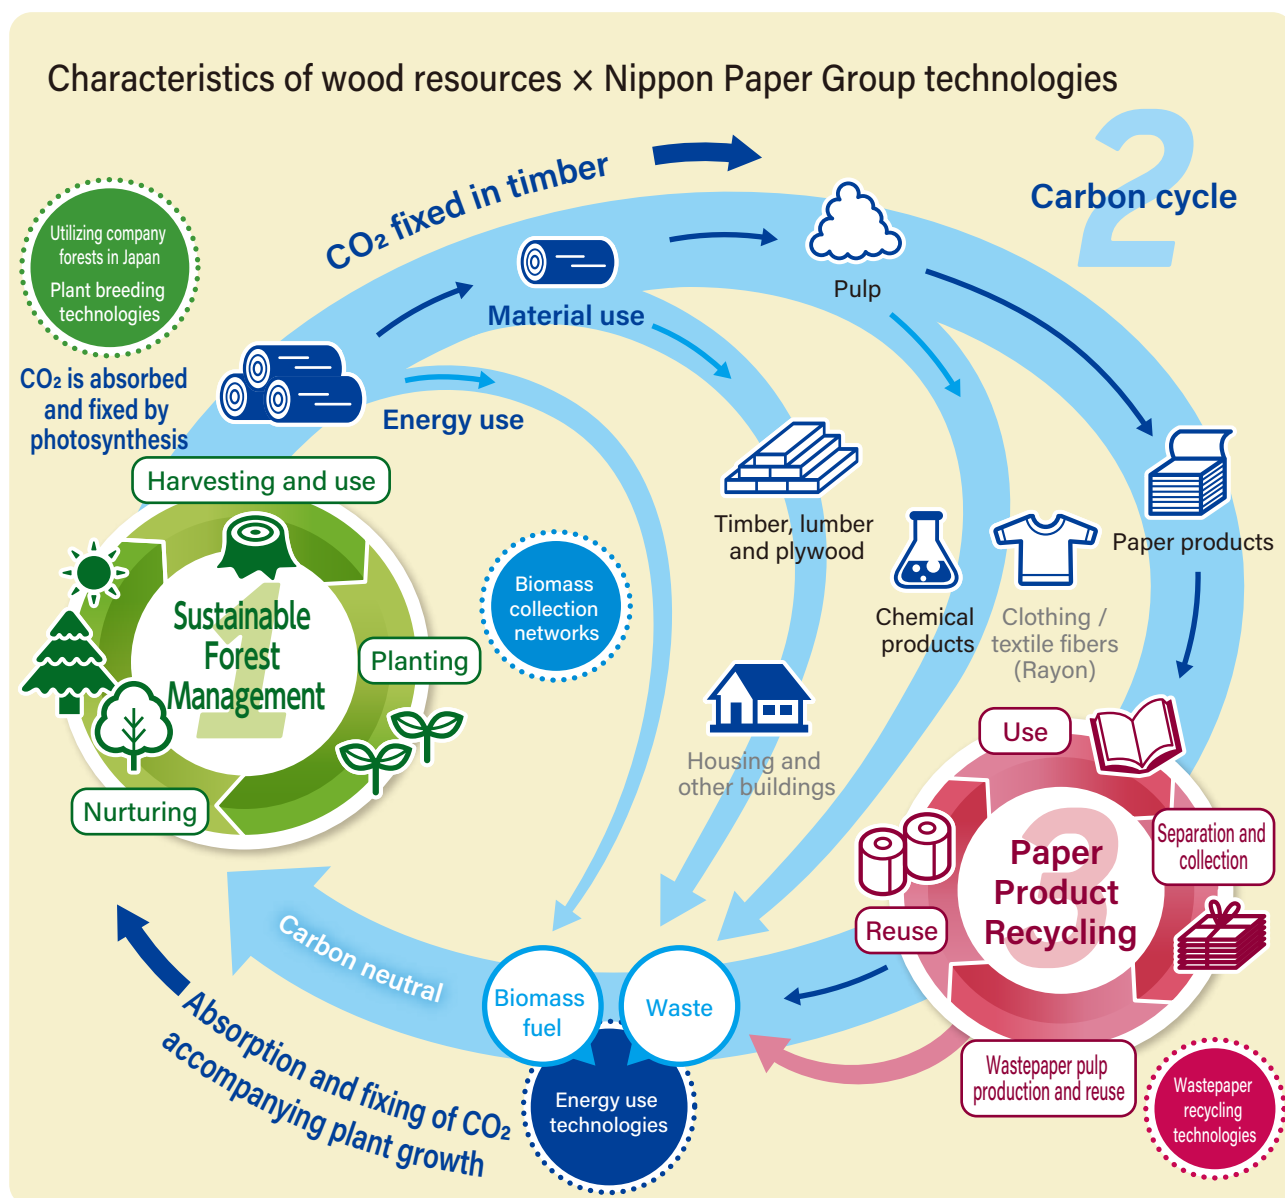 Characteristics of wood resources × Nippon Paper Group technologies
2
Carbon cycle
CO₂ fixed in timber
Utilizing company
forests in Japan
Plant breeding
technologies
CO₂ is absorbed
and fixed by
photosynthesis
Material use
Pulp
Energy use
Harvesting and use
1
Sustainable
Forest
Management
Planting
Nurturing
Biomass
collection
networks
Timber, lumber
and plywood
Housing and
other buildings
Chemical
products
Clothing /
textile fibers
(Rayon)
Paper products
Use
Separation and
collection
3
Paper
Product
Recycling
Reuse
Wastepaper pulp
production and reuse
Wastepaper
recycling
technologies
Carbon neutral
Biomass
fuel
Waste
Energy use
technologies
Absorption and fixing of CO₂
accompanying plant growth